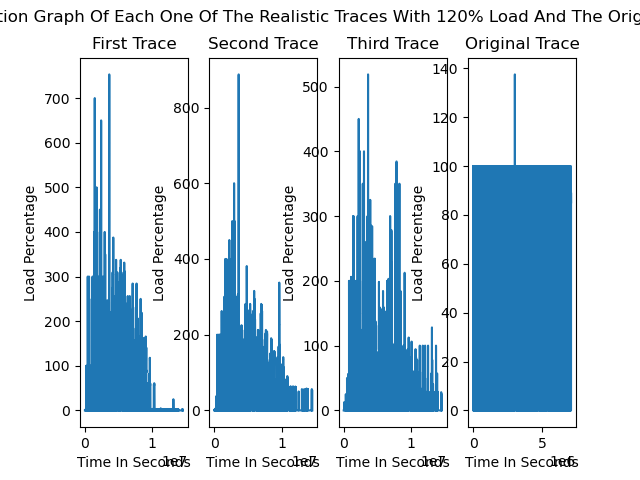 tion Graph Of Each One Of The Realistic Traces With 120% Load And The Orig
First Trace Second Trace Third Trace Original Trace
Load Percentage
700
600
500
400
300
200
100
0
0 1
1e7
Time In Seconds
Load Percentage
800
600
400
200
0
0 1
1e7
Time In Seconds
Load Percentage
500
400
300
200
100
0
0 1
1e7
Time In Seconds
Load Percentage
140
120
100
80
60
40
20
0
0 5
1e6
Time In Seconds